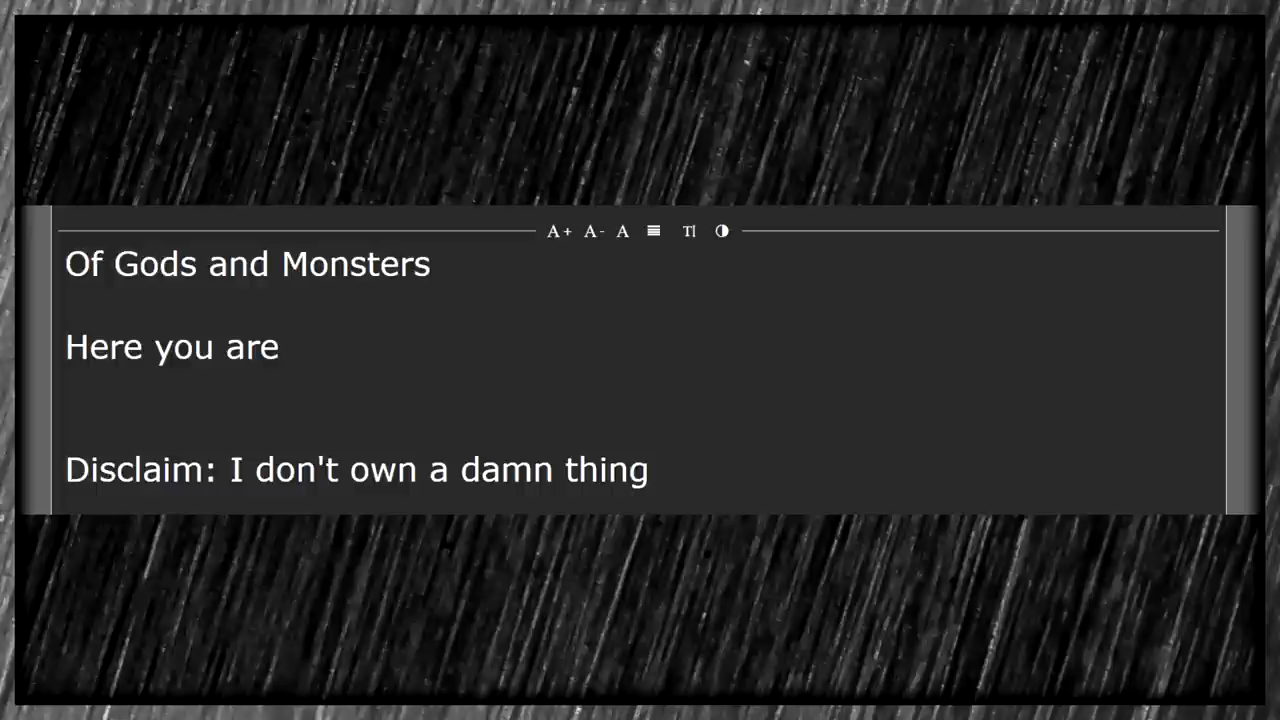 A+ A- A
Of Gods and Monsters
Here you are
Disclaim: I don't own a damn thing